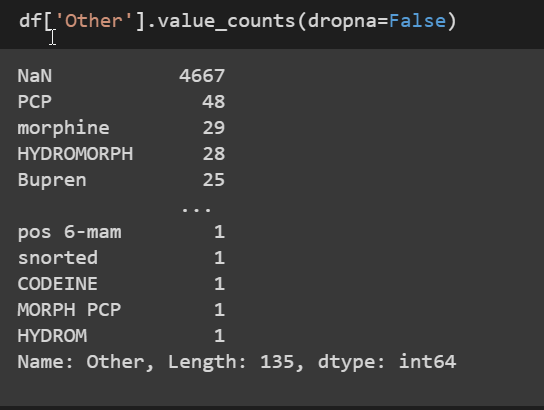 df['Other'].value_counts(dropna=False)
NaN 4667
PCP 48
morphine 29
HYDROMORPH 28
Bupren 25
...
pos 6-mam 1
snorted 1
CODEINE 1
MORPH PCP 1
HYDROM 1
Name: Other, Length: 135, dtype: int64